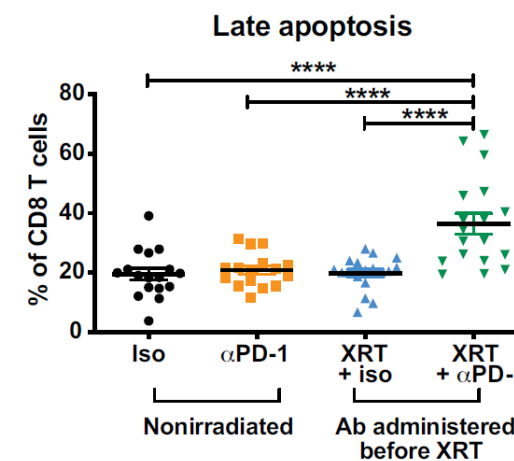 Late apoptosis
****
****
****
% of CD8 T cells
80
60
40
20
0
Iso
αPD-1
XRT
+ iso
XRT
+ αPD-
Nonirradiated
Ab administered
before XRT